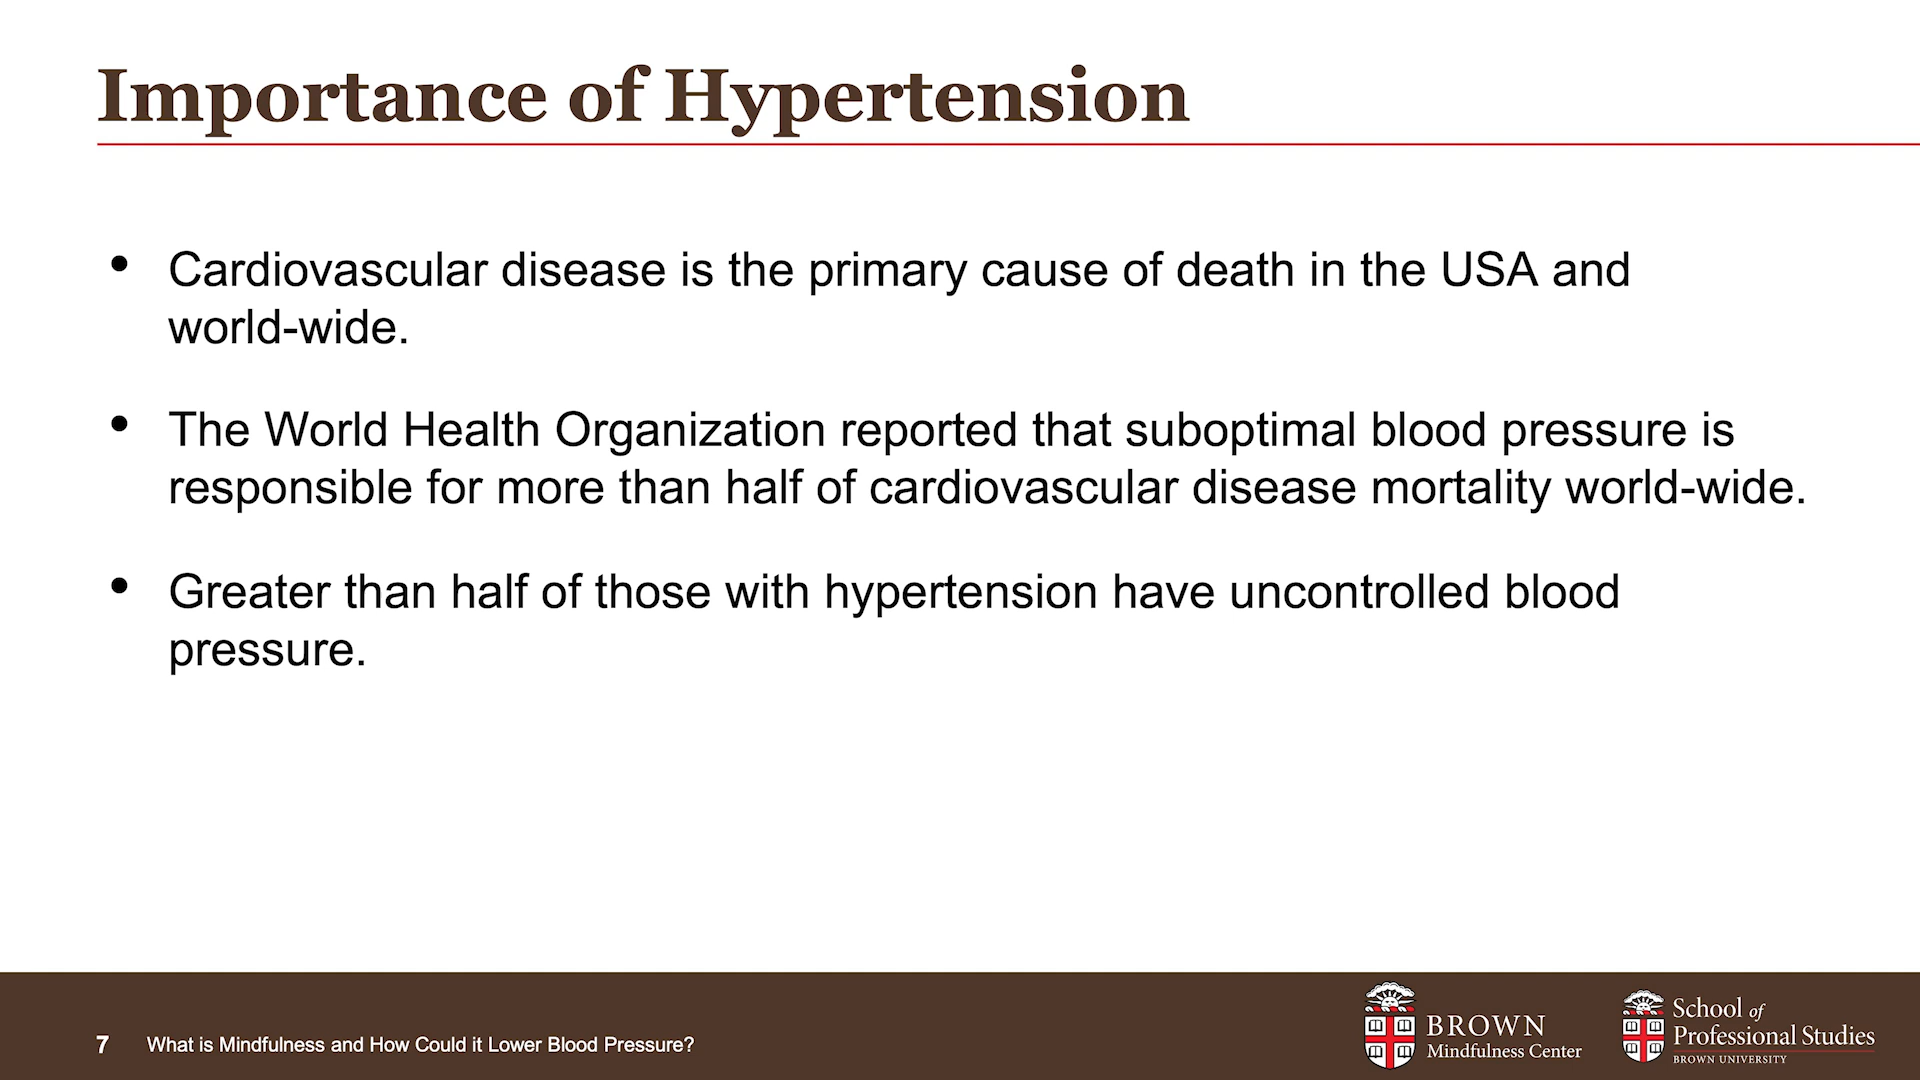 Importance of Hypertension
• Cardiovascular disease is the primary cause of death in the USA and
world-wide.
• The World Health Organization reported that suboptimal blood pressure is
responsible for more than half of cardiovascular disease mortality world-wide.
• Greater than half of those with hypertension have uncontrolled blood
pressure.
7 What is Mindfulness and How Could it Lower Blood Pressure?
BROWN
Mindfulness Center
School of
Professional Studies
BROWN UNIVERSITY